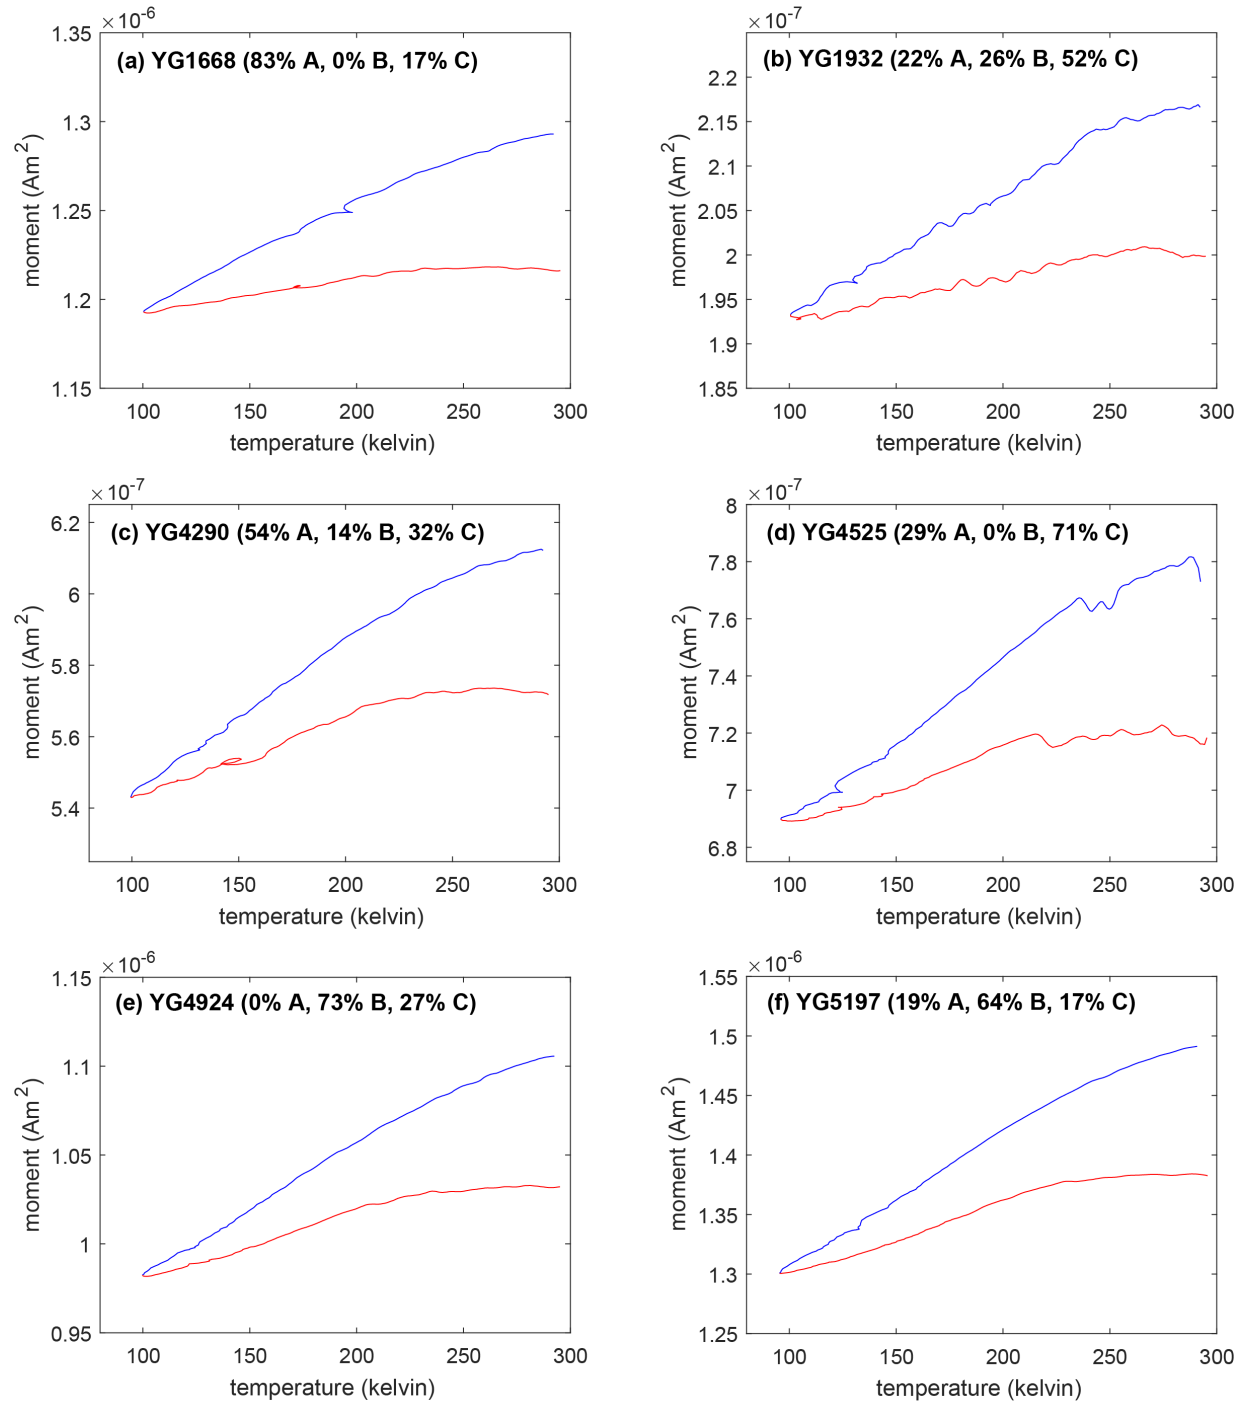 ×10-6
(a) YG1668 (83% A, 0% B, 17% C)
1.35
1.3
1.25
1.2
1.15
moment (Am2)
100 150 200 250 300
temperature (kelvin)
×10-7
(b) YG1932 (22% A, 26% B, 52% C)
2.2
2.15
2.1
2.05
2
1.95
1.9
1.85
moment (Am2)
100 150 200 250 300
temperature (kelvin)
×10-7
(c) YG4290 (54% A, 14% B, 32% C)
6.2
6
5.8
5.6
5.4
moment (Am2)
100 150 200 250 300
temperature (kelvin)
×10-7
(d) YG4525 (29% A, 0% B, 71% C)
8
7.8
7.6
7.4
7.2
7
6.8
moment (Am2)
100 150 200 250 300
temperature (kelvin)
×10-6
(e) YG4924 (0% A, 73% B, 27% C)
1.15
1.1
1.05
1
0.95
moment (Am2)
100 150 200 250 300
temperature (kelvin)
×10-6
(f) YG5197 (19% A, 64% B, 17% C)
1.55
1.5
1.45
1.4
1.35
1.3
1.25
moment (Am2)
100 150 200 250 300
temperature (kelvin)